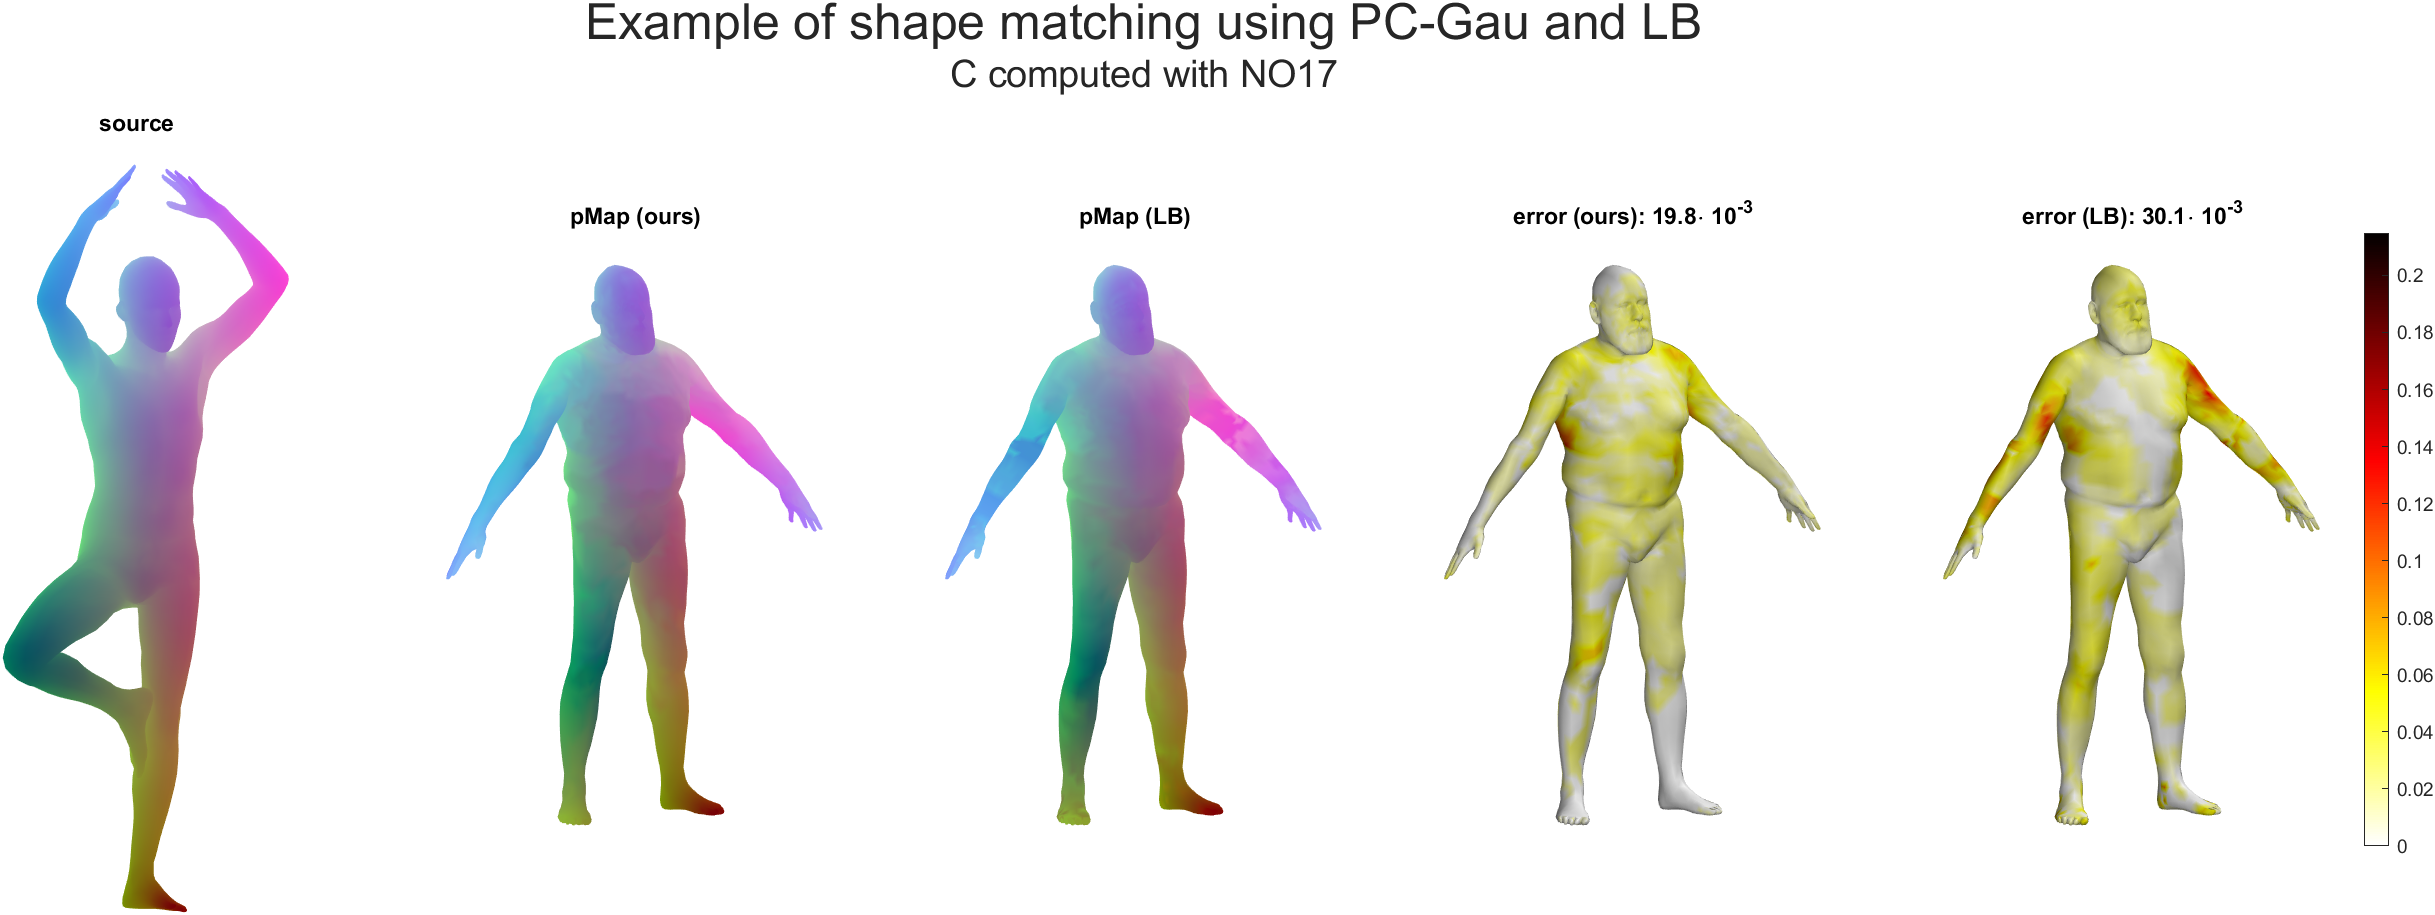 Example of shape matching using PC-Gau and LB
C computed with NO17
source
pMap (ours)
pMap (LB)
error (ours): 19.8· 10⁻³
error (LB): 30.1· 10⁻³
0.2
0.18
0.16
0.14
0.12
0.1
0.08
0.06
0.04
0.02
0